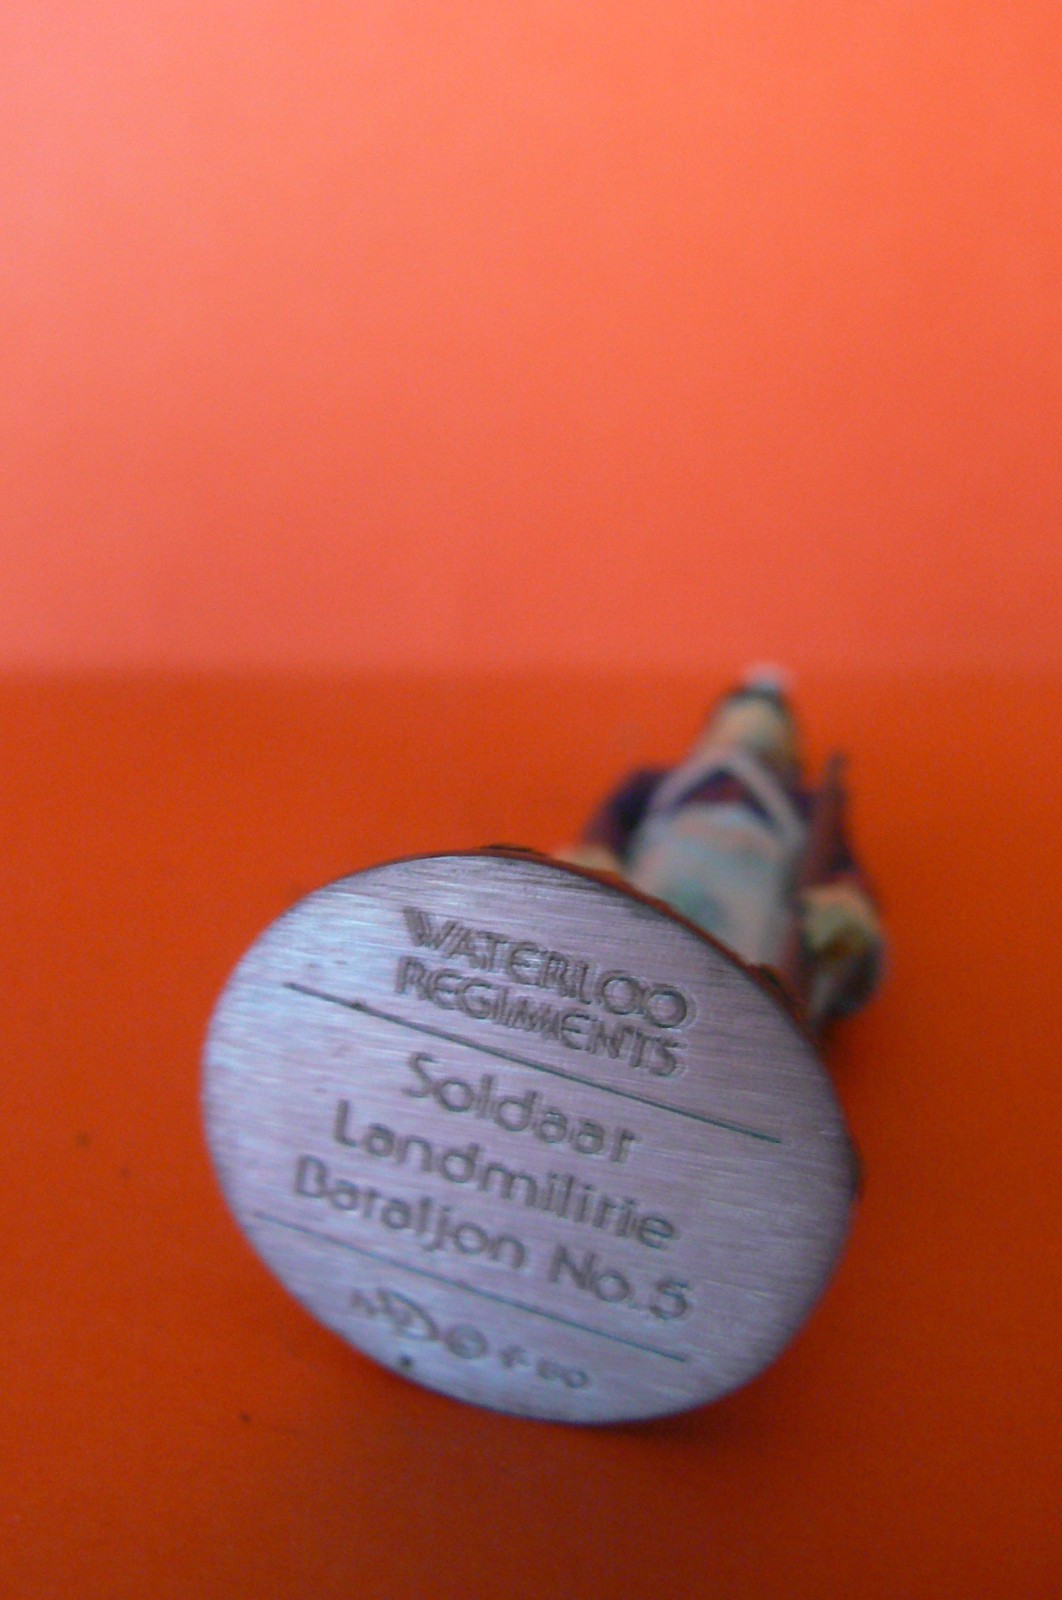 WATERLOO
REGIMENTS
Soldaat
Landmilitie
Bataljon No.5